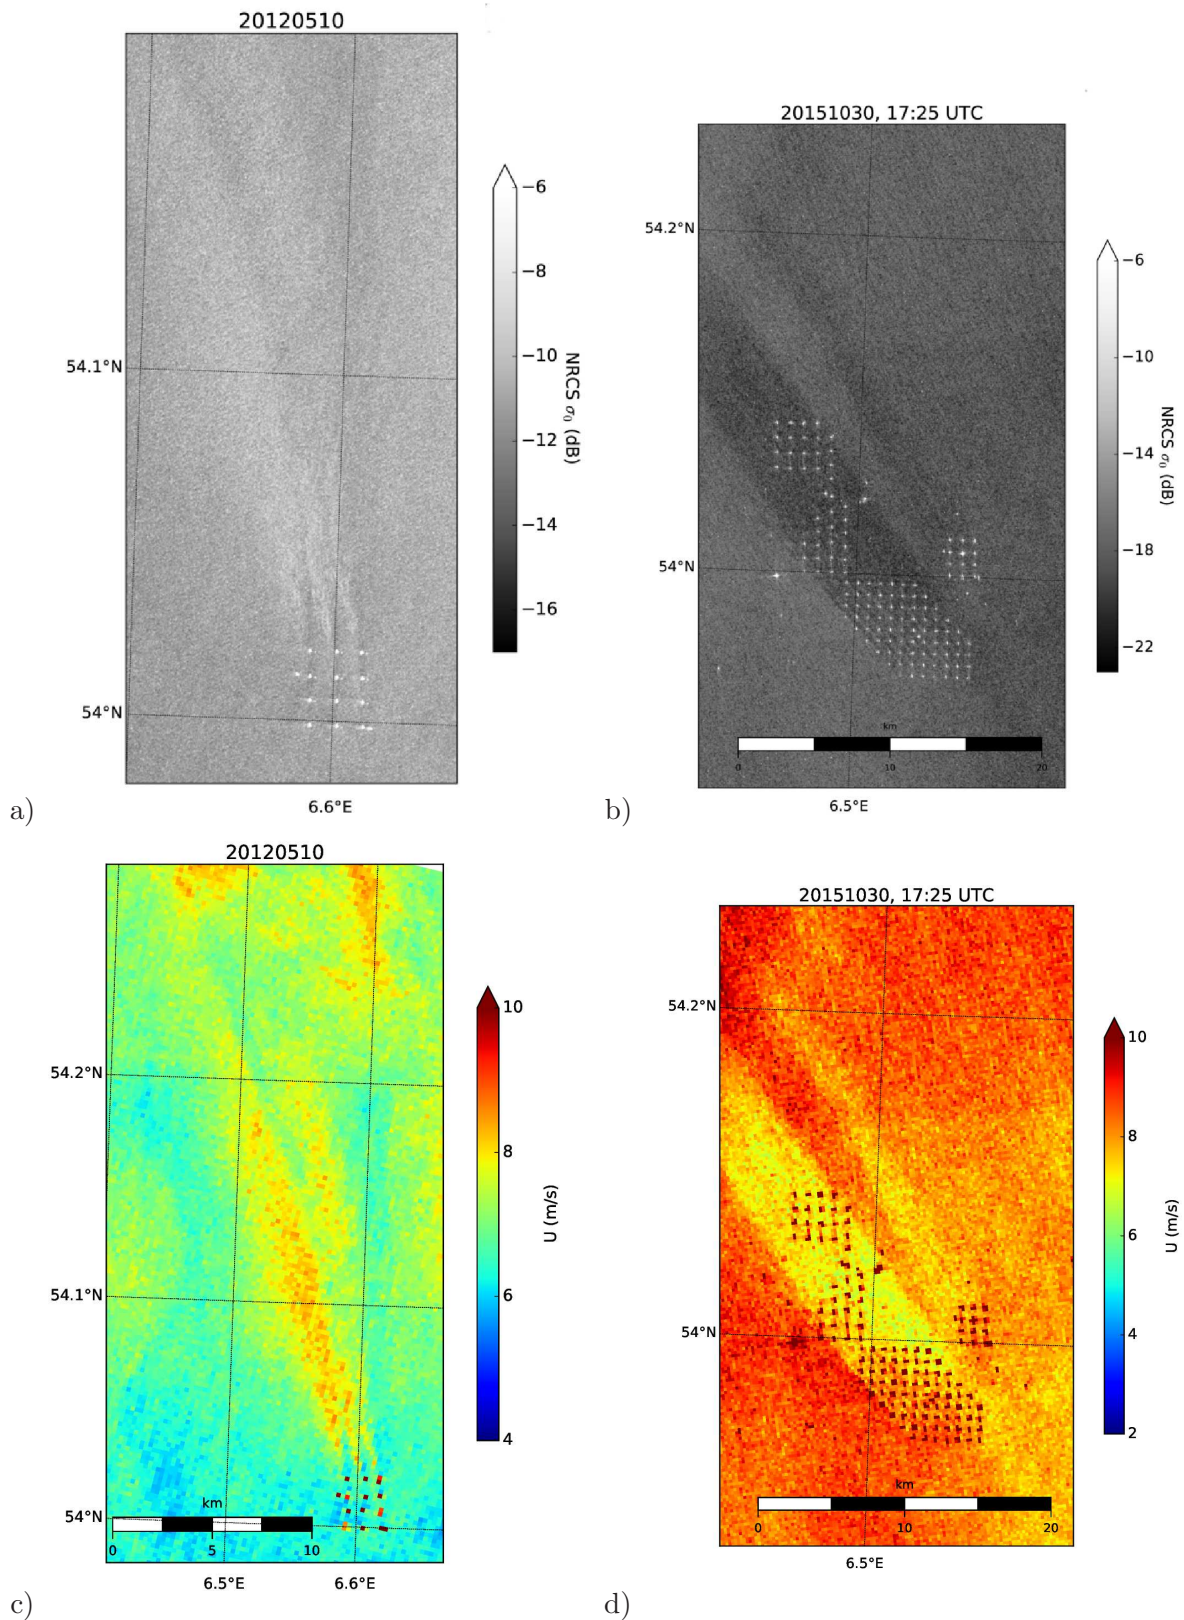 20120510
−6
−8
−10
−12
−14
−16
NRCS σ₀ (dB)
54.1°N
54°N
6.6°E
a)
20151030, 17:25 UTC
54.2°N
54°N
−6
−10
−14
−18
−22
NRCS σ₀ (dB)
km
0
10
20
6.5°E
b)
20120510
10
8
6
4
U (m/s)
54.2°N
54.1°N
54°N
km
0
5
10
6.5°E
6.6°E
c)
20151030, 17:25 UTC
54.2°N
54°N
10
8
6
4
2
U (m/s)
0
km
10
20
6.5°E
d)